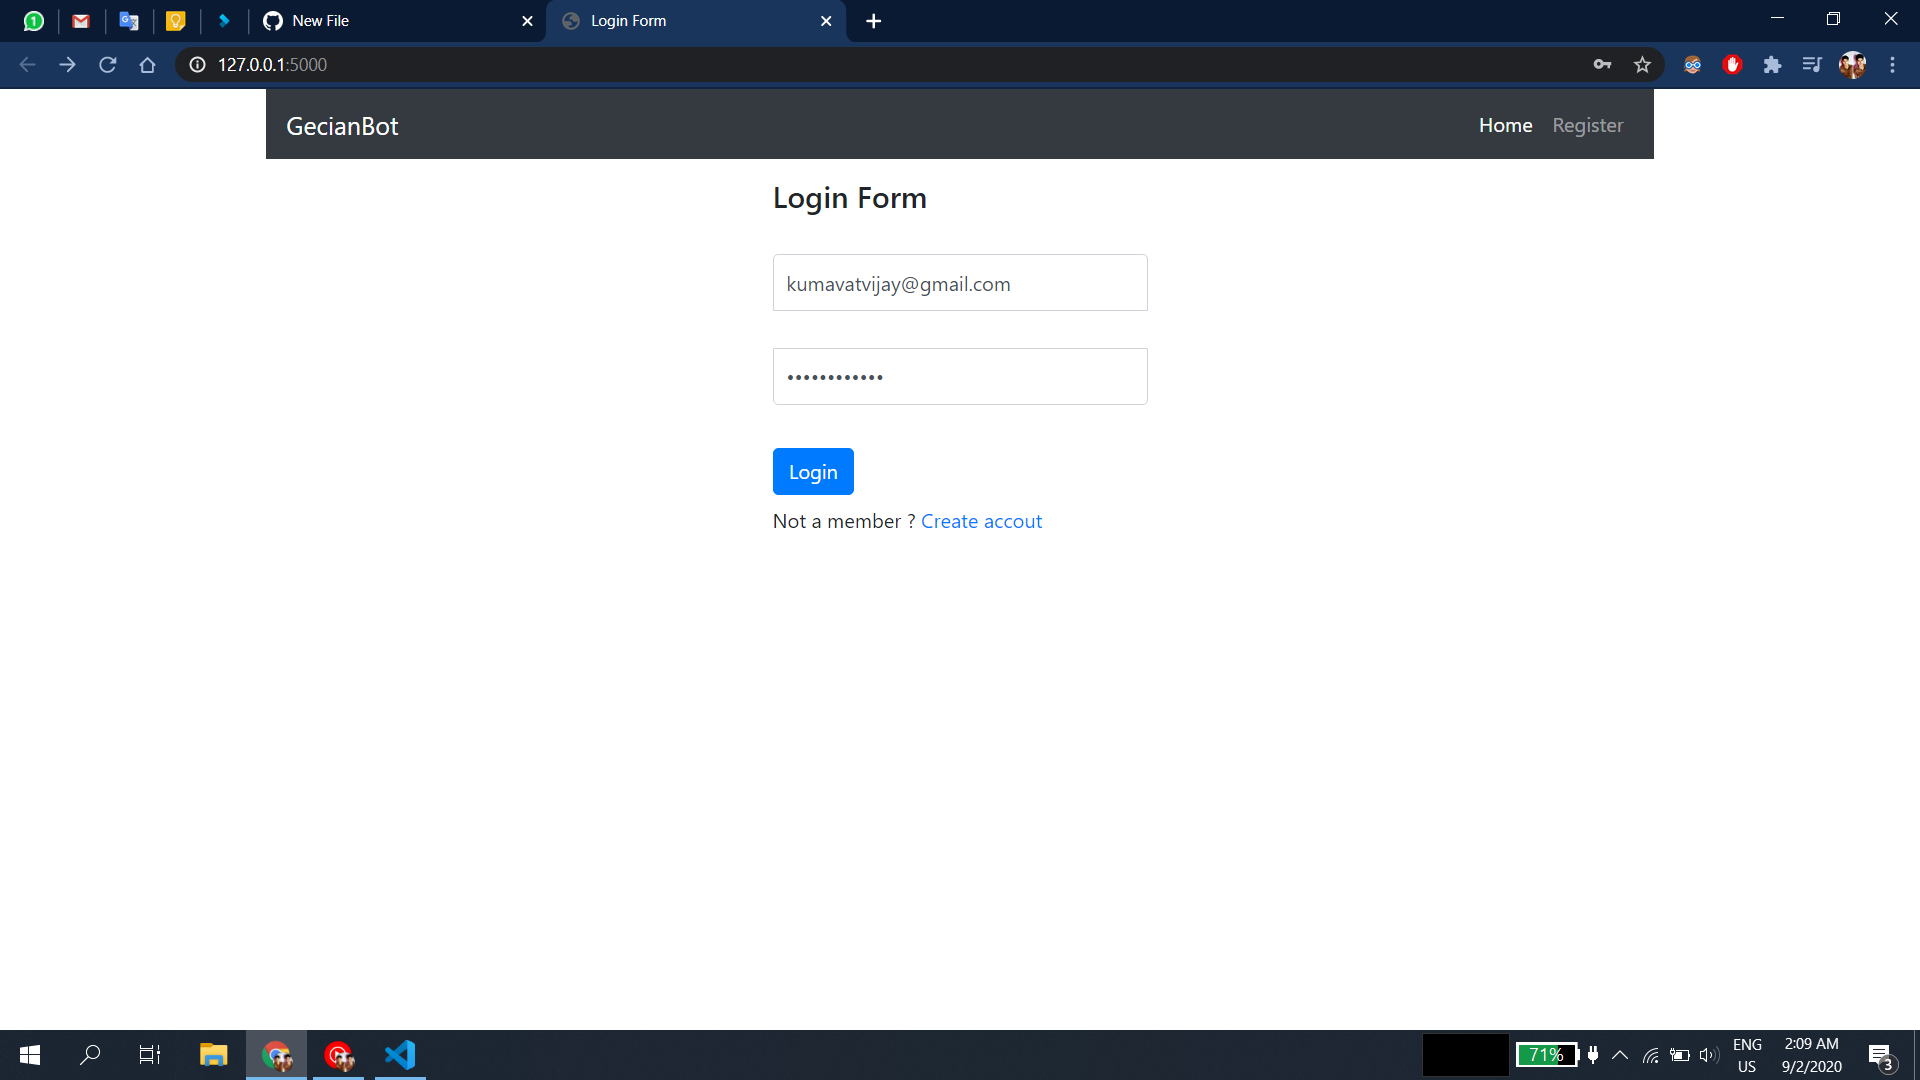 New File
Login Form
127.0.0.1:5000
GecianBot
Home
Register
Login Form
kumavatvijay@gmail.com
••••••••••••
Login
Not a member ? Create accout
71%
ENG
US
2:09 AM
9/2/2020
3
1